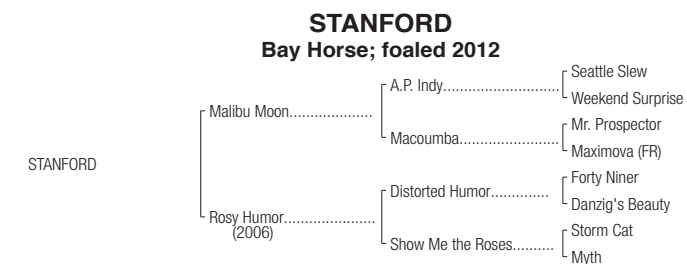 STANFORD
Bay Horse; foaled 2012
Seattle Slew
A.P. Indy..............................
Weekend Surprise
Malibu Moon.....................
Mr. Prospector
Macoumba..........................
Maximova (FR)
STANFORD
Forty Niner
Distorted Humor...............
Danzig's Beauty
Rosy Humor.......................
(2006)
Storm Cat
Show Me the Roses..........
Myth